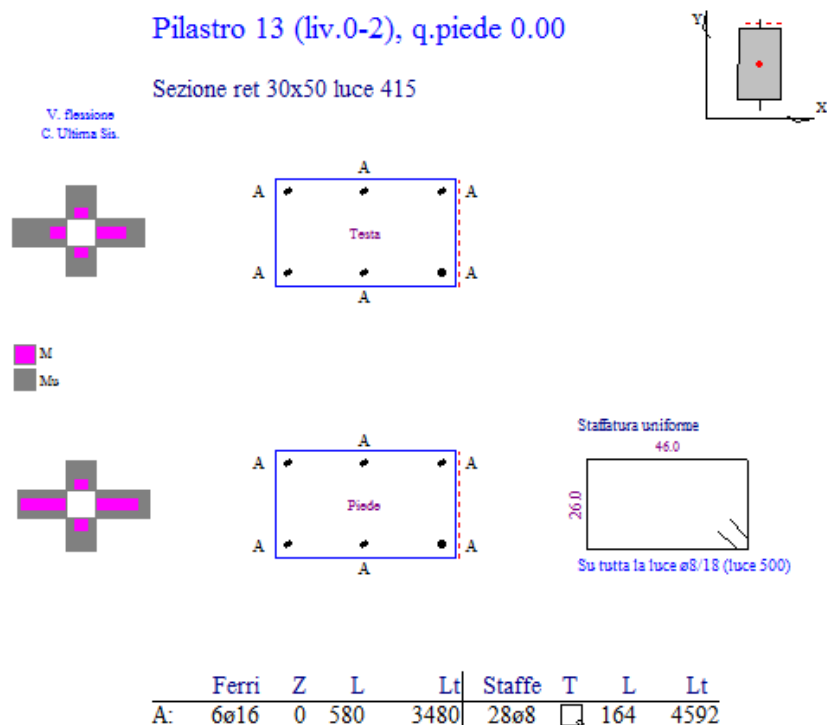 Pilastro 13 (liv.0-2), q.piede 0.00
Y
X
Sezione ret 30x50 luce 415
V. flessione
C. Ultima Sis.
A
A A
Testa
A A
A
M
Mu
Staffatura uniforme
46.0
A
A A
Piede
26.0
A A
A
Su tutta la luce ø8/18 (luce 500)
Ferri Z L Lt Staffe T L Lt
A: 6ø16 0 580 3480 28ø8 164 4592